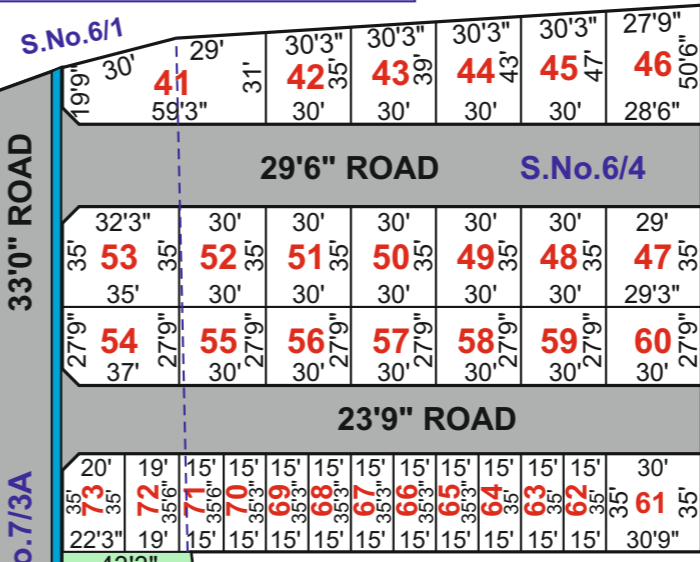 S.No.6/1
30' 29' 30'3" 30'3" 30'3" 30'3" 27'9"
19'9" 41 31' 42 35' 43 39' 44 43' 45 47' 46 50'6"
59'3" 30' 30' 30' 30' 28'6"
33'0" ROAD
29'6" ROAD S.No.6/4
32'3" 30' 30' 30' 30' 30' 29'
35' 53 35' 52 35' 51 35' 50 35' 49 35' 48 35' 47 35'
35' 30' 30' 30' 30' 30' 29'3"
27'9" 54 27'9" 55 27'9" 56 27'9" 57 27'9" 58 27'9" 59 27'9" 60 27'9"
37' 30' 30' 30' 30' 30' 30'
23'9" ROAD
20' 19' 15' 15' 15' 15' 15' 15' 15' 15' 15' 15' 30'
35' 73 35' 72 35'6" 71 35'6" 70 35'3" 69 35'3" 68 35'3" 67 35'3" 66 35'3" 65 35'3" 64 35' 63 35' 62 35' 35' 61 35'
22'3" 19' 15' 15' 15' 15' 15' 15' 15' 15' 15' 15' 30'9"
o.7/3A